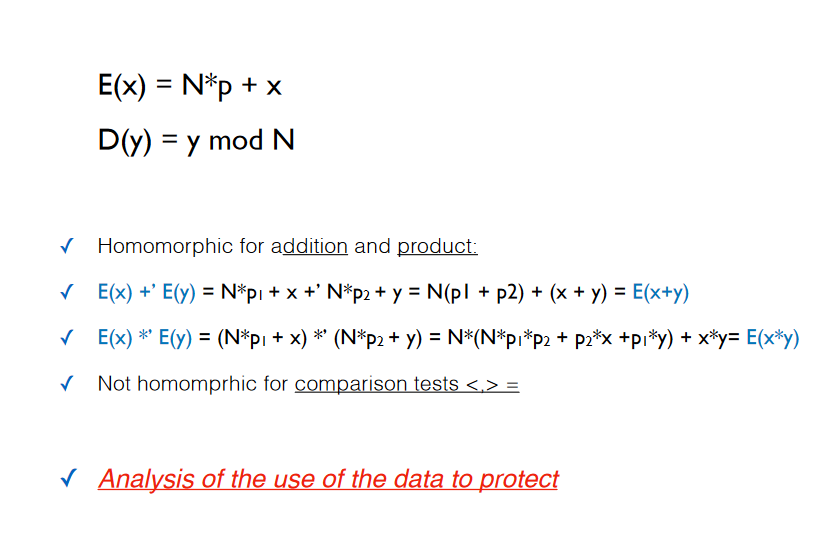 E(x) = N*p + x
D(y) = y mod N
✓ Homomorphic for addition and product:
✓ E(x) +’ E(y) = N*p₁ + x +’ N*p₂ + y = N(p1 + p2) + (x + y) = E(x+y)
✓ E(x) *’ E(y) = (N*p₁ + x) *’ (N*p₂ + y) = N*(N*p₁*p₂ + p₂*x +p₁*y) + x*y= E(x*y)
✓ Not homomprhic for comparison tests <,> =
✓ Analysis of the use of the data to protect